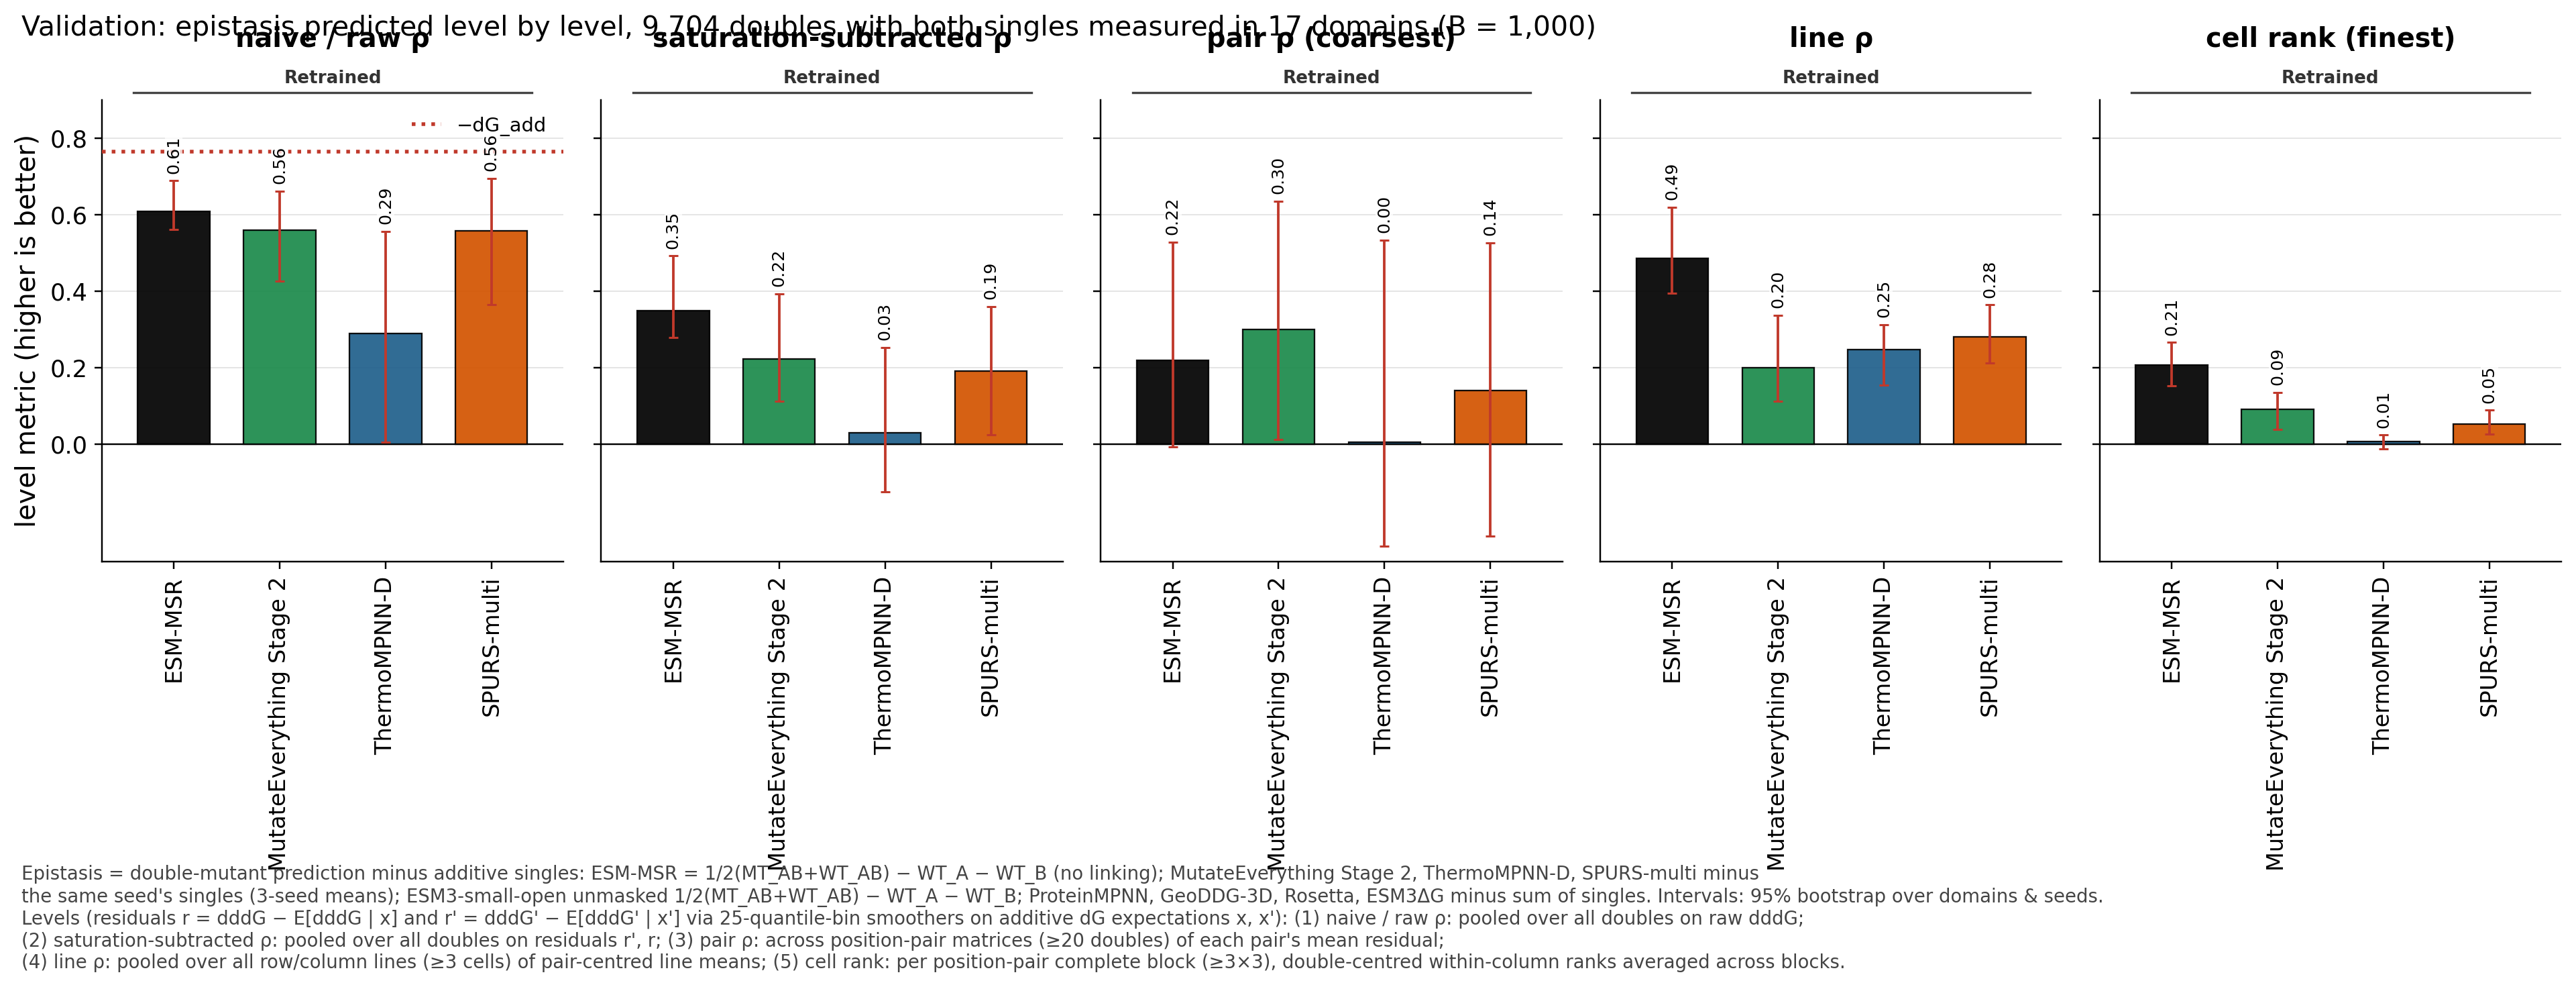 Validation: epistasis predicted level by level, 9,704 doubles with both singles measured in 17 domains (B = 1,000)
naive / raw ρ
saturation-subtracted ρ
pair ρ (coarsest)
line ρ
cell rank (finest)
Retrained
Retrained
Retrained
Retrained
Retrained
level metric (higher is better)
0.8
0.6
0.4
0.2
0.0
−dG_add
0.61
0.56
0.29
0.56
0.35
0.22
0.03
0.19
0.22
0.30
0.00
0.14
0.49
0.20
0.25
0.28
0.21
0.09
0.01
0.05
ESM-MSR
MutateEverything Stage 2
ThermoMPNN-D
SPURS-multi
ESM-MSR
MutateEverything Stage 2
ThermoMPNN-D
SPURS-multi
ESM-MSR
MutateEverything Stage 2
ThermoMPNN-D
SPURS-multi
ESM-MSR
MutateEverything Stage 2
ThermoMPNN-D
SPURS-multi
ESM-MSR
MutateEverything Stage 2
ThermoMPNN-D
SPURS-multi
Epistasis = double-mutant prediction minus additive singles: ESM-MSR = 1/2(MT_AB+WT_AB) − WT_A − WT_B (no linking); MutateEverything Stage 2, ThermoMPNN-D, SPURS-multi minus
the same seed's singles (3-seed means); ESM3-small-open unmasked 1/2(MT_AB+WT_AB) − WT_A − WT_B; ProteinMPNN, GeoDDG-3D, Rosetta, ESM3ΔG minus sum of singles. Intervals: 95% bootstrap over domains & seeds.
Levels (residuals r = dddG − E[dddG | x] and r' = dddG' − E[dddG' | x'] via 25-quantile-bin smoothers on additive dG expectations x, x'): (1) naive / raw ρ: pooled over all doubles on raw dddG;
(2) saturation-subtracted ρ: pooled over all doubles on residuals r', r; (3) pair ρ: across position-pair matrices (≥20 doubles) of each pair's mean residual;
(4) line ρ: pooled over all row/column lines (≥3 cells) of pair-centred line means; (5) cell rank: per position-pair complete block (≥3×3), double-centred within-column ranks averaged across blocks.